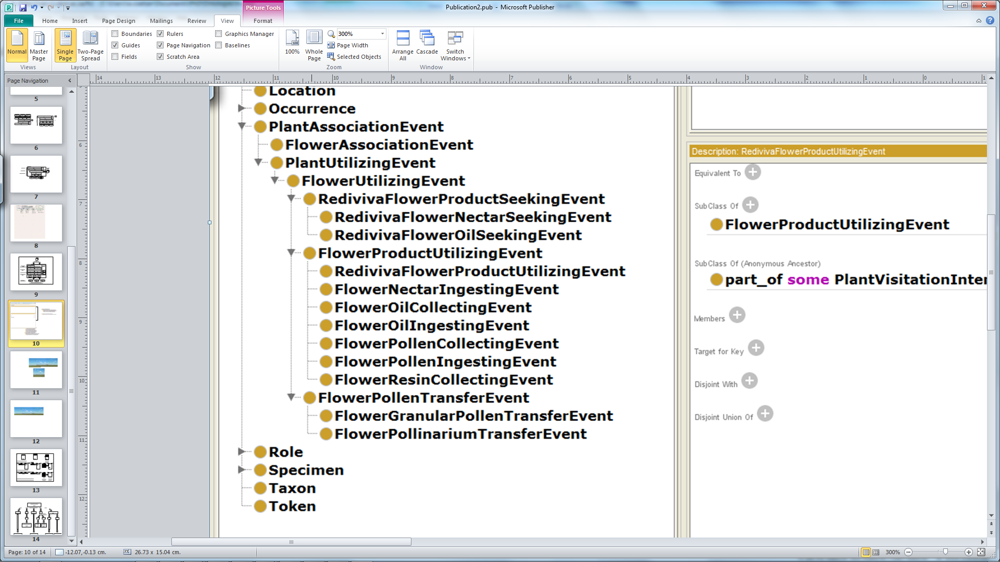 Picture Tools
Publication2.pub - Microsoft Publisher
File Home Insert Page Design Mailings Review View Format
Normal Master Page Single Page Two-Page Spread
Boundaries Rulers Graphics Manager
Guides Page Navigation Baselines
Fields Scratch Area
100% Whole Page 300%
Page Width
Selected Objects
Arrange All Cascade Switch Windows
Views Layout Show Zoom Window
Page Navigation
14 13 12 11 10 9 8 7 6 5 4 3 2 1 0 1
5
6
7
8
9
10
11
12
13
14
6
7
8
9
10
11
12
Location
Occurrence
PlantAssociationEvent
FlowerAssociationEvent
PlantUtilizingEvent
FlowerUtilizingEvent
RedivivaFlowerProductSeekingEvent
RedivivaFlowerNectarSeekingEvent
RedivivaFlowerOilSeekingEvent
FlowerProductUtilizingEvent
RedivivaFlowerProductUtilizingEvent
FlowerNectarIngestingEvent
FlowerOilCollectingEvent
FlowerOilIngestingEvent
FlowerPollenCollectingEvent
FlowerPollenIngestingEvent
FlowerResinCollectingEvent
FlowerPollenTransferEvent
FlowerGranularPollenTransferEvent
FlowerPollinariumTransferEvent
Role
Specimen
Taxon
Token
Description: RedivivaFlowerProductUtilizingEvent
Equivalent To
SubClass Of
FlowerProductUtilizingEvent
SubClass Of (Anonymous Ancestor)
part_of some PlantVisitationInter
Members
Target for Key
Disjoint With
Disjoint Union Of
Page: 10 of 14 -12.07,-0.13 cm. 26.73 x 15.04 cm. 300%